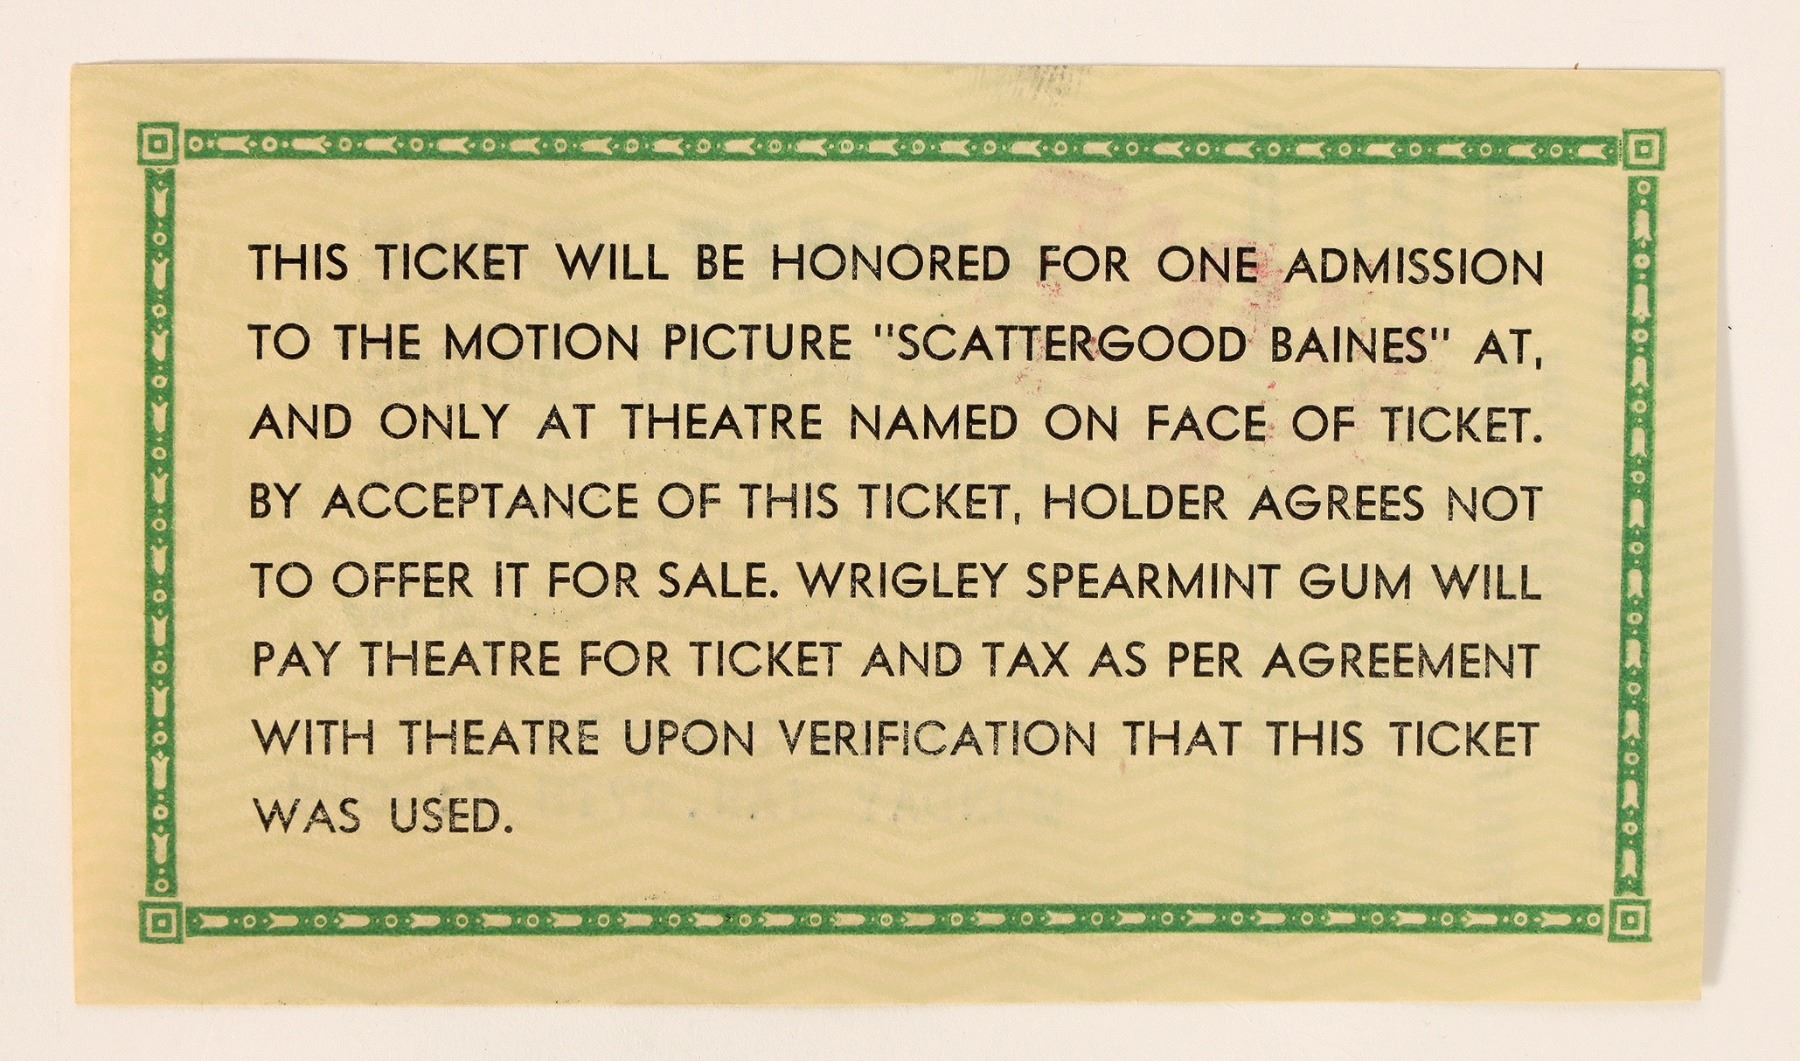 THIS TICKET WILL BE HONORED FOR ONE ADMISSION
TO THE MOTION PICTURE "SCATTERGOOD BAINES" AT,
AND ONLY AT THEATRE NAMED ON FACE OF TICKET.
BY ACCEPTANCE OF THIS TICKET, HOLDER AGREES NOT
TO OFFER IT FOR SALE. WRIGLEY SPEARMINT GUM WILL
PAY THEATRE FOR TICKET AND TAX AS PER AGREEMENT
WITH THEATRE UPON VERIFICATION THAT THIS TICKET
WAS USED.